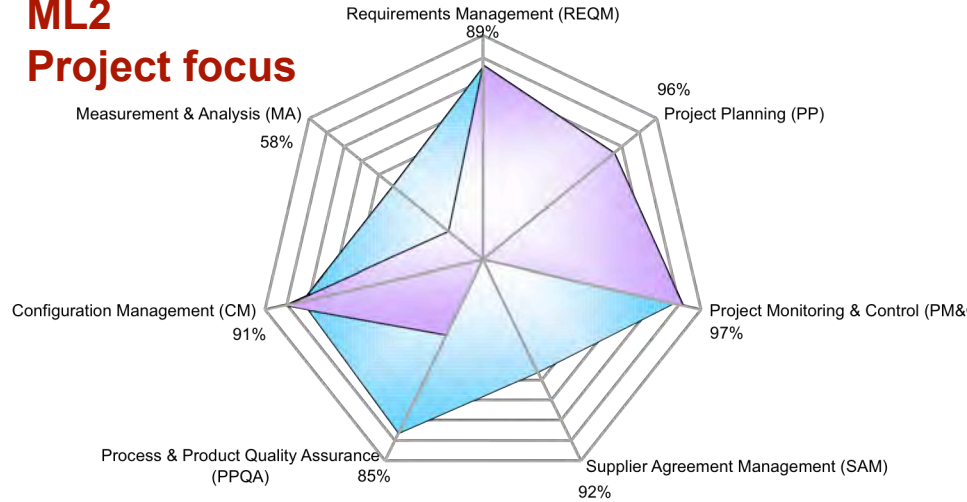 ML2
Project focus
Requirements Management (REQM)
89%
96%
Project Planning (PP)
Measurement & Analysis (MA)
58%
Configuration Management (CM)
91%
Project Monitoring & Control (PM&
97%
Process & Product Quality Assurance
(PPQA)
85%
Supplier Agreement Management (SAM)
92%